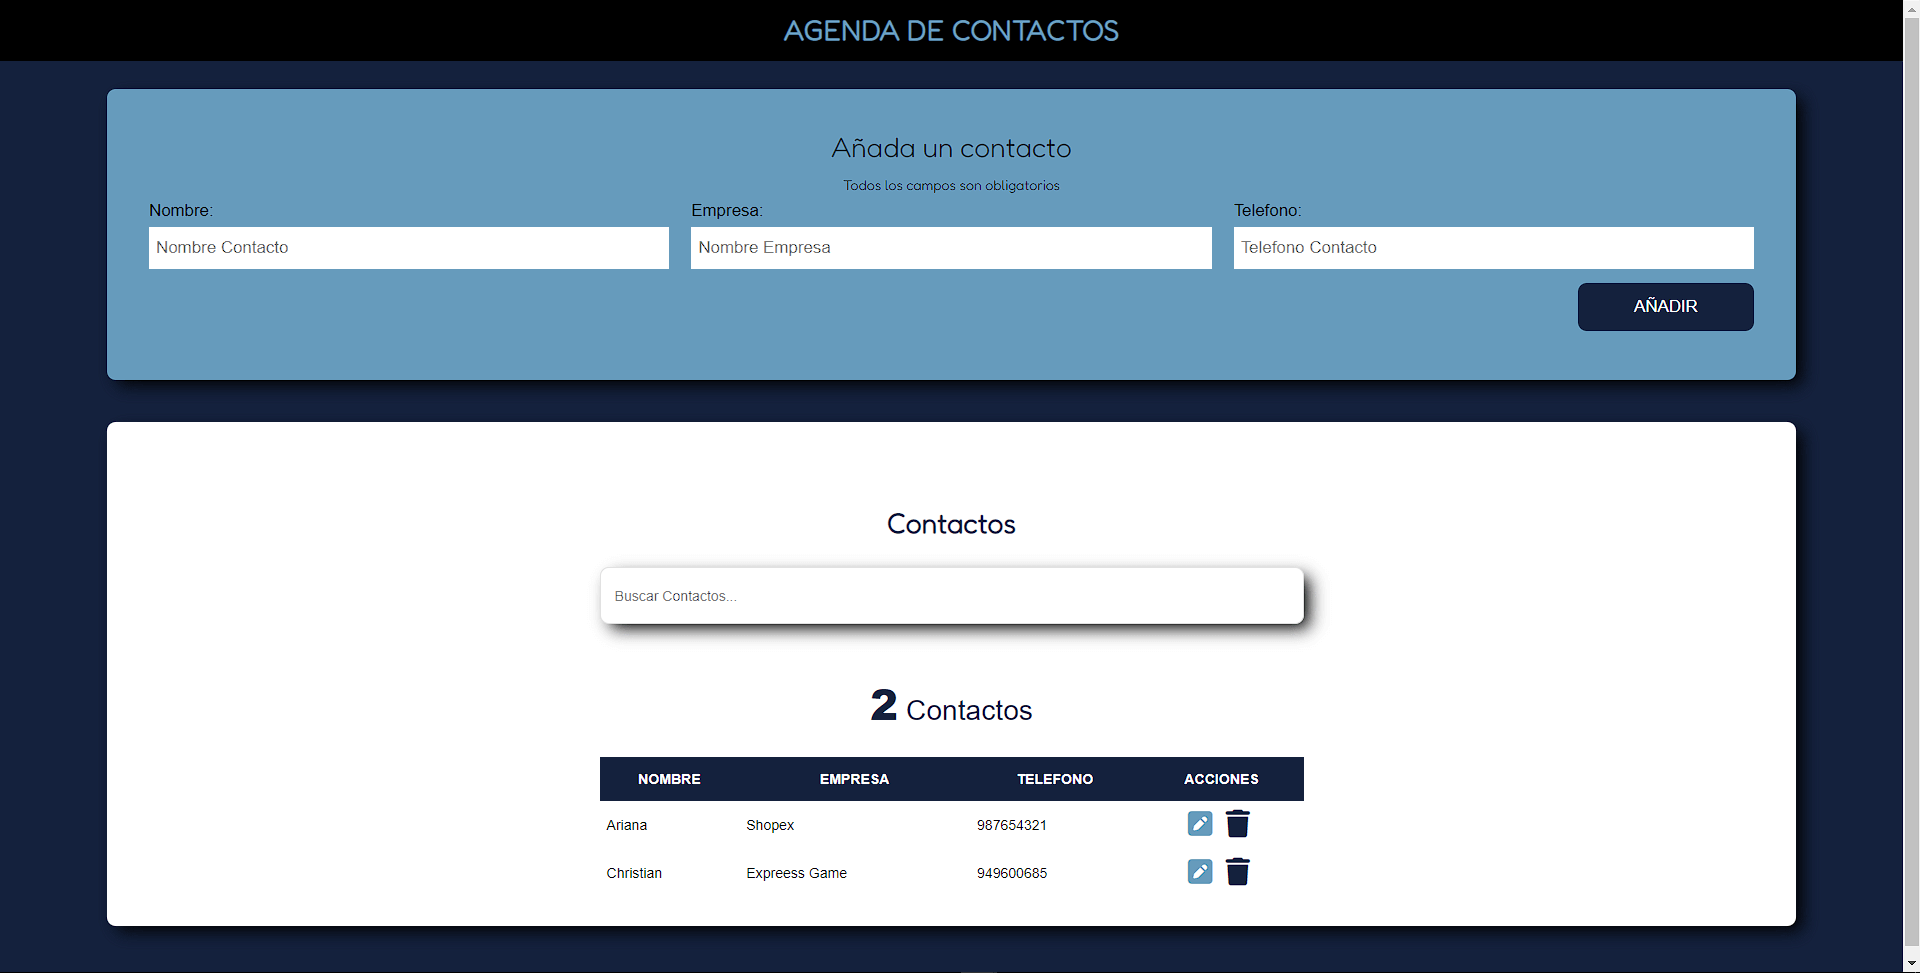 AGENDA DE CONTACTOS
Añada un contacto
Todos los campos son obligatorios
Nombre: Empresa: Telefono:
Nombre Contacto Nombre Empresa Telefono Contacto
AÑADIR
Contactos
Buscar Contactos...
2 Contactos
NOMBRE EMPRESA TELEFONO ACCIONES
Ariana Shopex 987654321
Christian Expreess Game 949600685